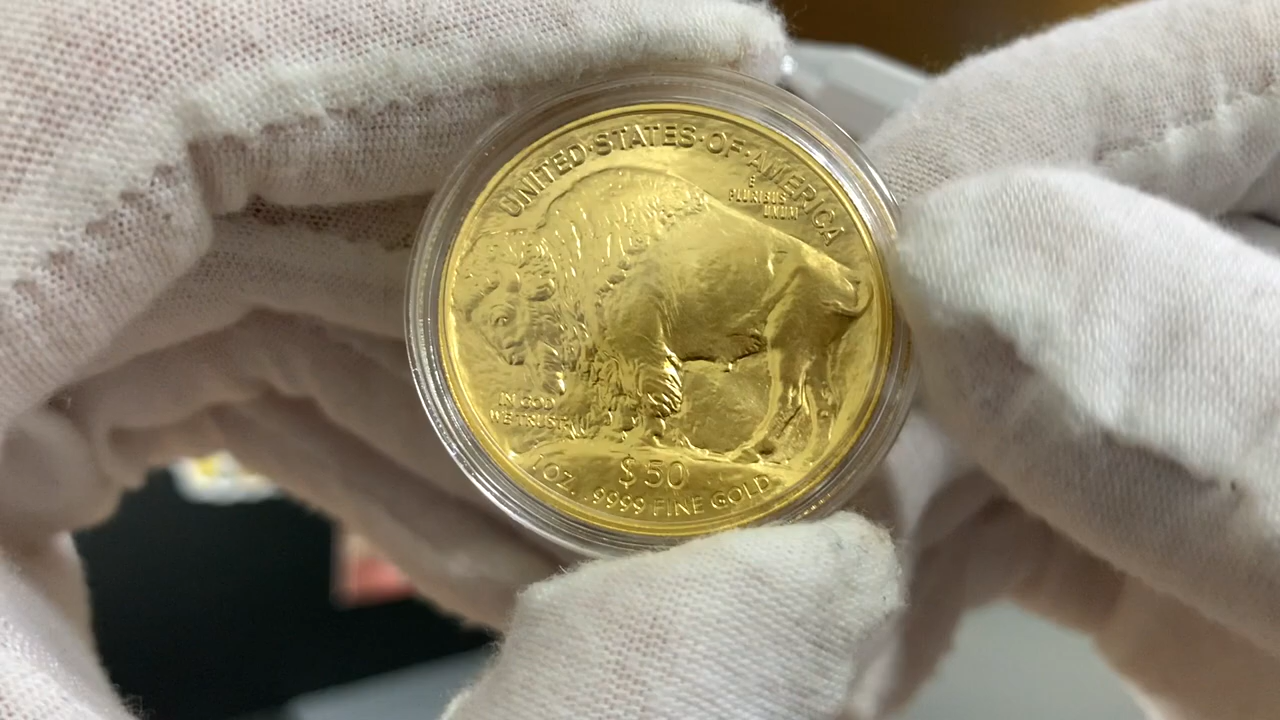 UNITED·STATES·OF·AMERICA
E
PLURIBUS
UNUM
IN GOD
WE TRUST
$50
1 OZ. .9999 FINE GOLD